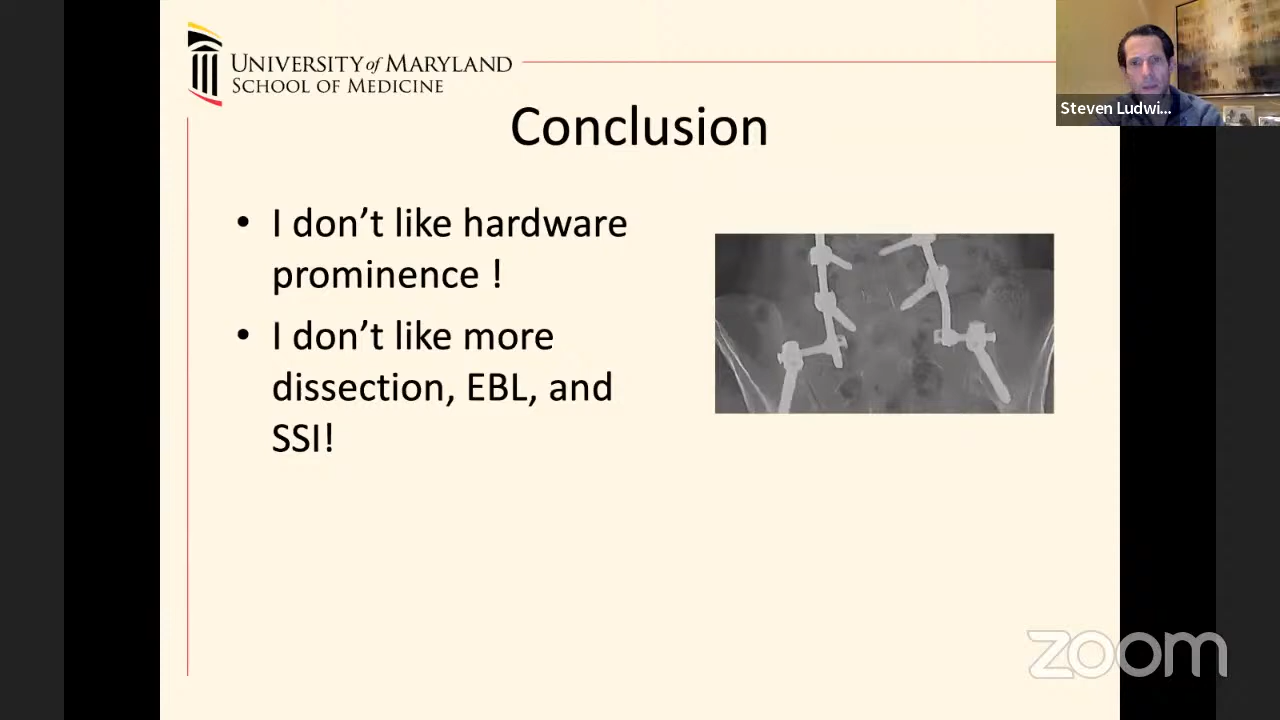 UNIVERSITY of MARYLAND
SCHOOL OF MEDICINE
Steven Ludwi...
Conclusion
• I don’t like hardware
prominence !
• I don’t like more
dissection, EBL, and
SSI!
zoom